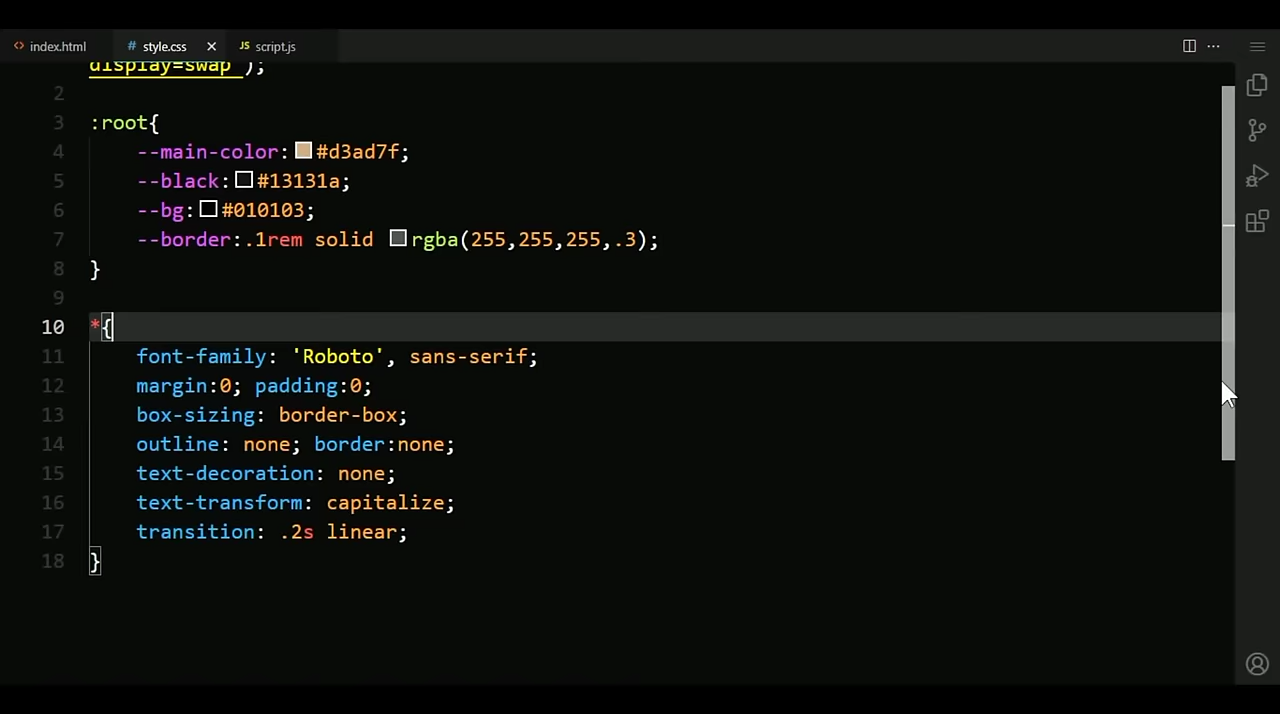 index.html
# style.css
JS script.js
display=swap');
2
3 :root{
4 --main-color: #d3ad7f;
5 --black: #13131a;
6 --bg: #010103;
7 --border:.1rem solid rgba(255,255,255,.3);
8 }
9
10 *{
11 font-family: 'Roboto', sans-serif;
12 margin:0; padding:0;
13 box-sizing: border-box;
14 outline: none; border:none;
15 text-decoration: none;
16 text-transform: capitalize;
17 transition: .2s linear;
18 }